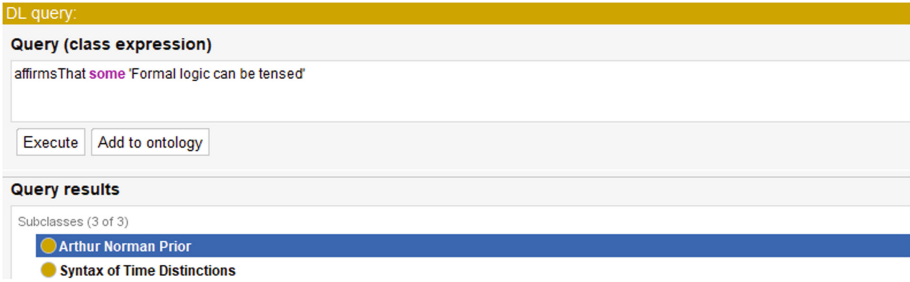 DL query:
Query (class expression)
affirmsThat some 'Formal logic can be tensed'
Execute Add to ontology
Query results
Subclasses (3 of 3)
Arthur Norman Prior
Syntax of Time Distinctions